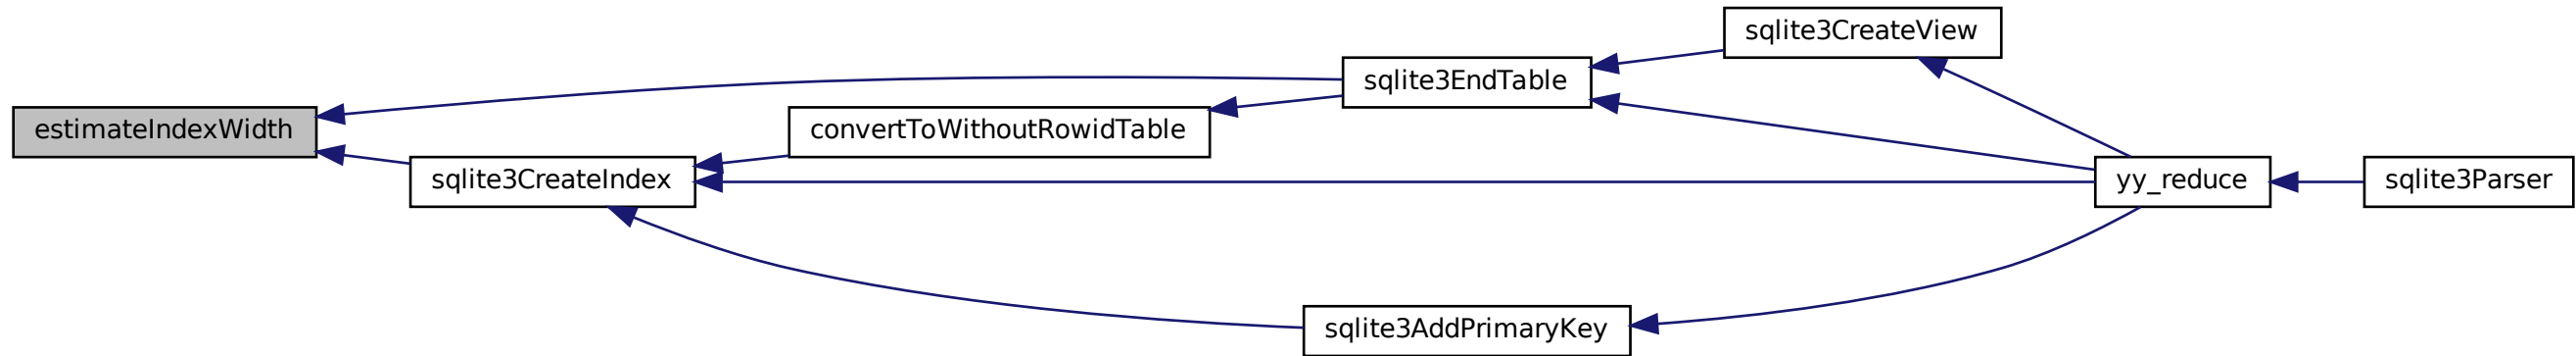 sqlite3CreateView
sqlite3EndTable
estimateIndexWidth
convertToWithoutRowidTable
sqlite3CreateIndex
yy_reduce
sqlite3Parser
sqlite3AddPrimaryKey